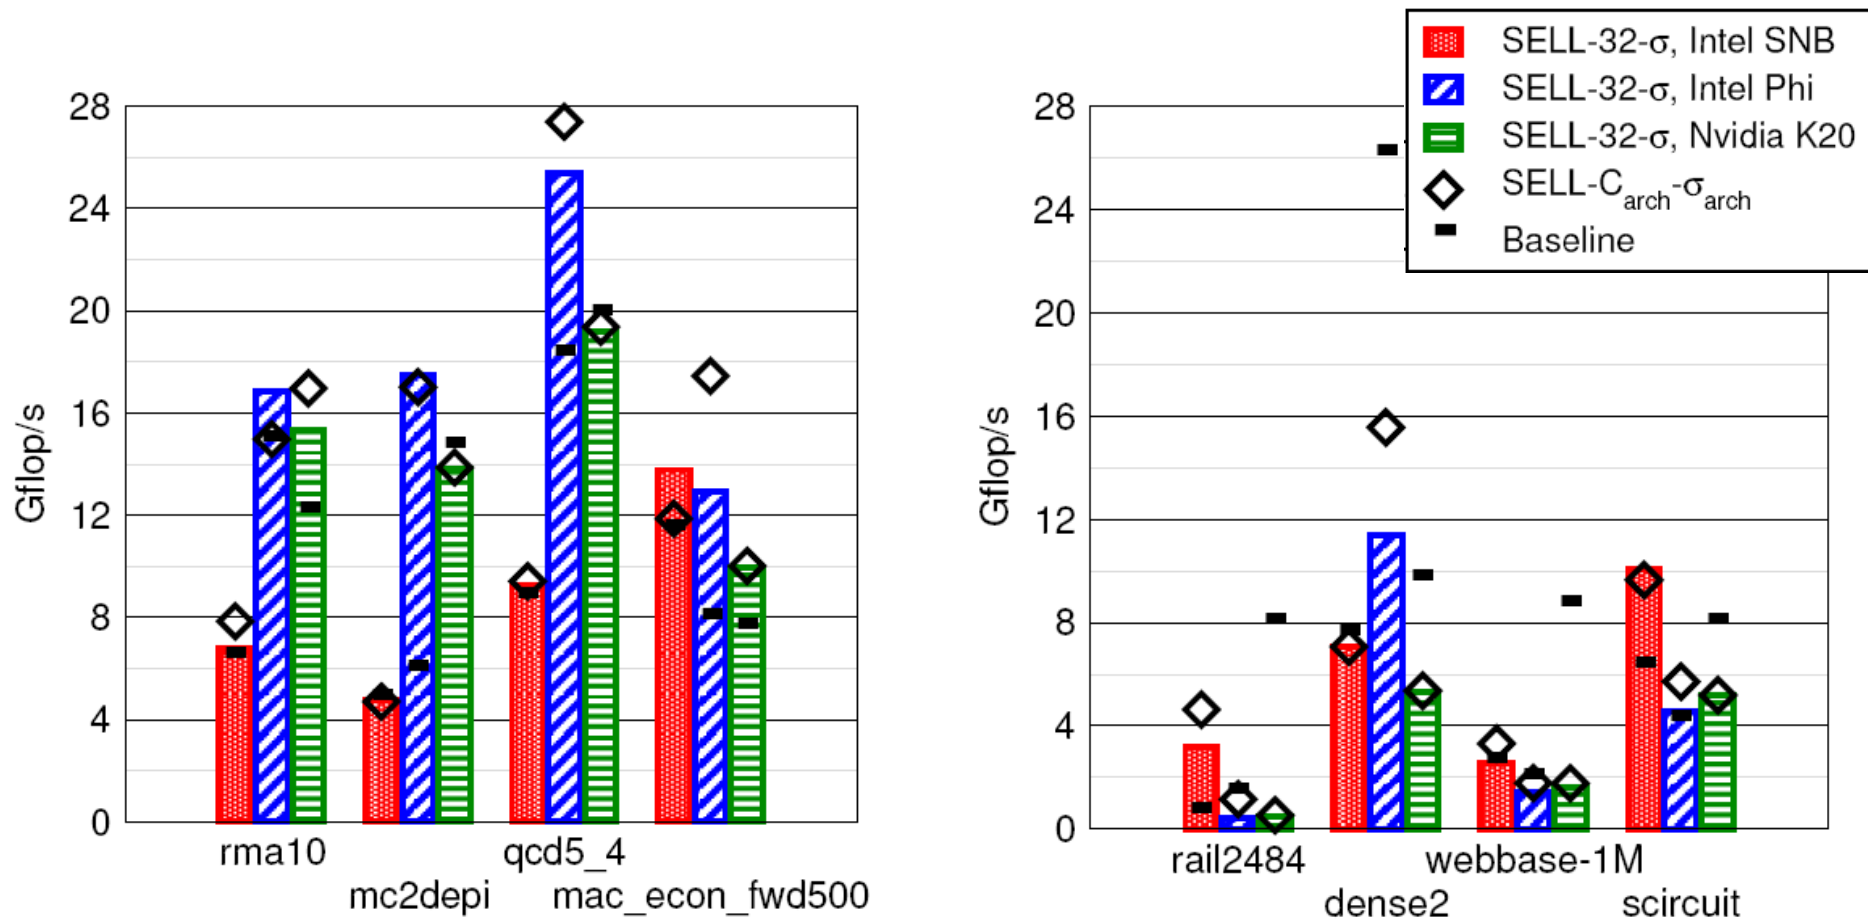 28
24
20
16
12
8
4
0
Gflop/s
rma10
qcd5_4
mc2depi
mac_econ_fwd500
28
24
20
16
12
8
4
0
Gflop/s
rail2484
webbase-1M
dense2
scircuit
SELL-32-σ, Intel SNB
SELL-32-σ, Intel Phi
SELL-32-σ, Nvidia K20
SELL-Carch-σarch
Baseline